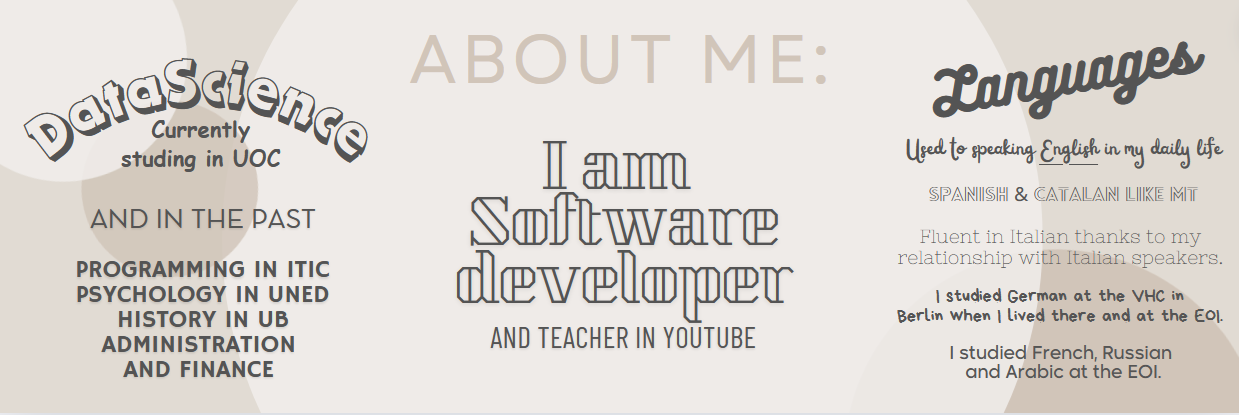 ABOUT ME:
DataScience
Currently
studing in UOC
AND IN THE PAST
PROGRAMMING IN ITIC
PSYCHOLOGY IN UNED
HISTORY IN UB
ADMINISTRATION
AND FINANCE
I am
Software
developer
AND TEACHER IN YOUTUBE
Languages
Used to speaking English in my daily life
SPANISH & CATALAN LIKE MT
Fluent in Italian thanks to my
relationship with Italian speakers.
I studied German at the VHC in
Berlin when I lived there and at the EOI.
I studied French, Russian
and Arabic at the EOI.